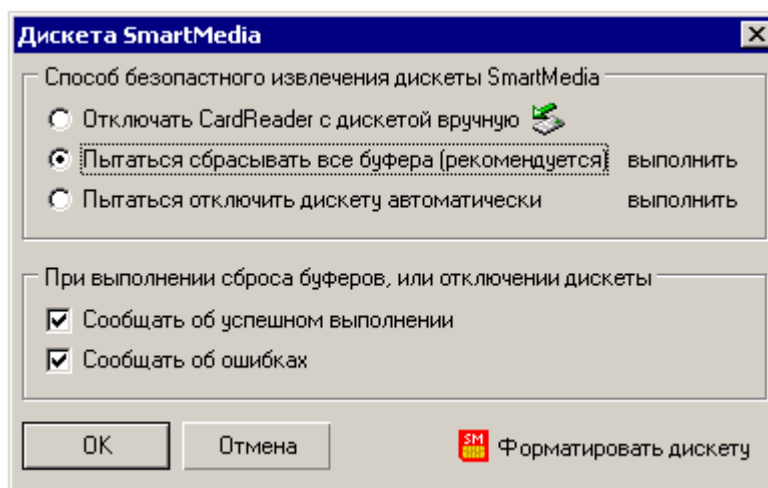 Дискета SmartMedia
Способ безопастного извлечения дискеты SmartMedia
Отключать CardReader с дискетой вручную
Пытаться сбрасывать все буфера (рекомендуется) выполнить
Пытаться отключить дискету автоматически выполнить
При выполнении сброса буферов, или отключении дискеты
Сообщать об успешном выполнении
Сообщать об ошибках
OK Отмена SM Форматировать дискету